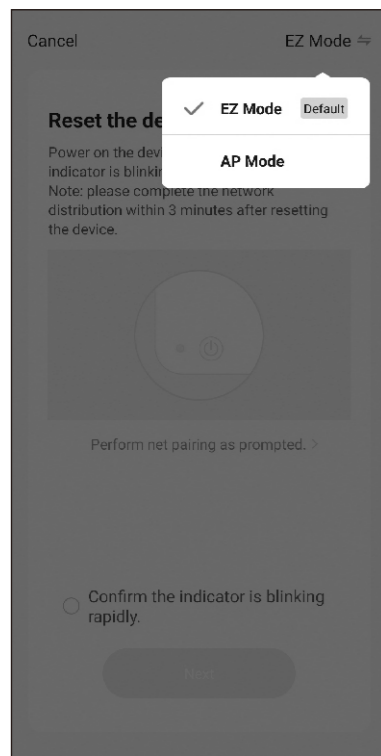 Cancel
EZ Mode
EZ Mode Default
AP Mode
Reset the de
Power on the devi
indicator is blinkin
Note: please complete the network
distribution within 3 minutes after resetting
the device.
Perform net pairing as prompted. >
Confirm the indicator is blinking
rapidly.
Next